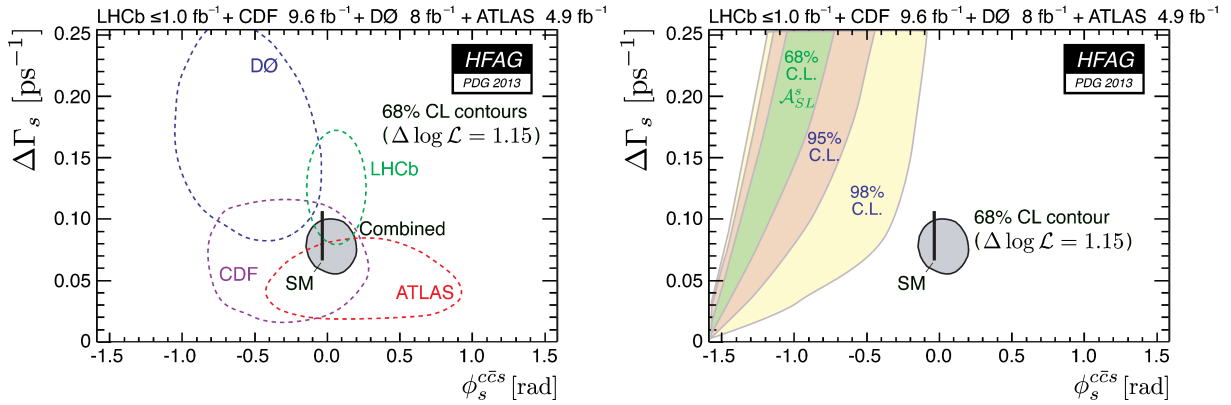 LHCb ≤1.0 fb⁻¹ + CDF 9.6 fb⁻¹ + DØ 8 fb⁻¹ + ATLAS 4.9 fb⁻¹
0.25
0.20
0.15
0.10
0.05
0
ΔΓs [ps⁻¹]
HFAG
PDG 2013
DØ
68% CL contours
(Δ log ℒ = 1.15)
LHCb
Combined
CDF
SM
ATLAS
-1.5 -1.0 -0.5 0.0 0.5 1.0 1.5
ϕs^cc̄s [rad]
LHCb ≤1.0 fb⁻¹ + CDF 9.6 fb⁻¹ + DØ 8 fb⁻¹ + ATLAS 4.9 fb⁻¹
0.25
0.20
0.15
0.10
0.05
0
ΔΓs [ps⁻¹]
HFAG
PDG 2013
68%
C.L.
𝒜^s_SL
95%
C.L.
98%
C.L.
68% CL contour
(Δ log ℒ = 1.15)
SM
-1.5 -1.0 -0.5 0.0 0.5 1.0 1.5
ϕs^cc̄s [rad]